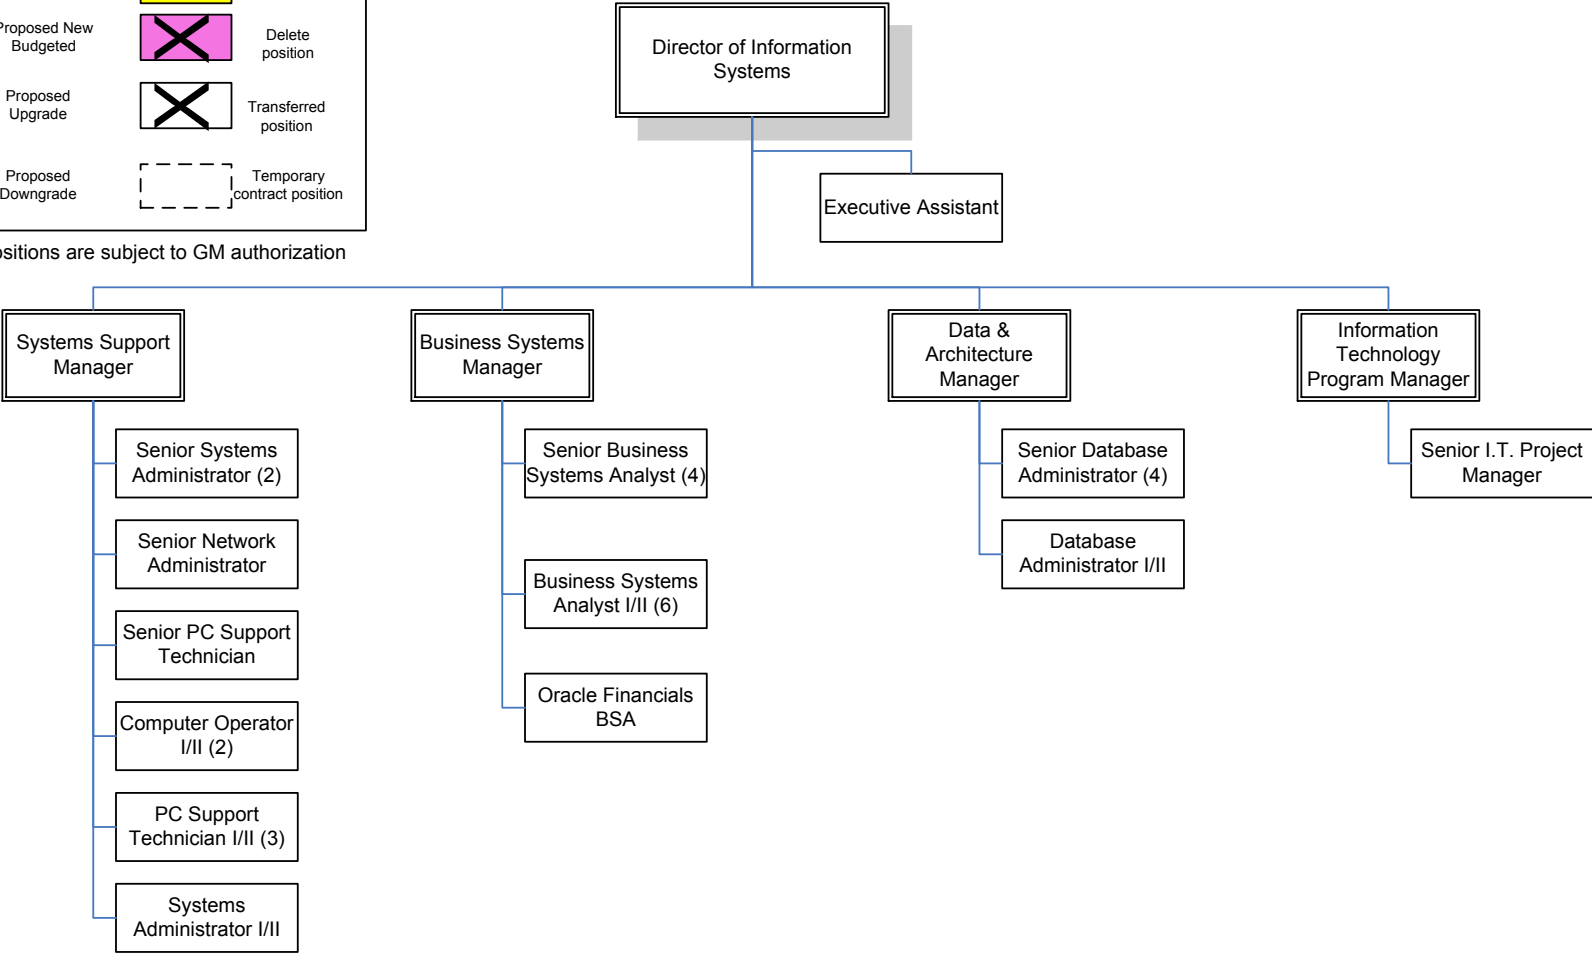 Budgeted
Delete
position
Proposed
Upgrade
Transferred
position
Proposed
Downgrade
Temporary
contract position
are subject to GM authorization
Director of Information
Systems
Executive Assistant
Systems Support
Manager
Business Systems
Manager
Data &
Architecture
Manager
Information
Technology
Program Manager
Senior Systems
Administrator (2)
Senior Network
Administrator
Senior PC Support
Technician
Computer Operator
I/II (2)
PC Support
Technician I/II (3)
Systems
Administrator I/II
Senior Business
Systems Analyst (4)
Business Systems
Analyst I/II (6)
Oracle Financials
BSA
Senior Database
Administrator (4)
Database
Administrator I/II
Senior I.T. Project
Manager